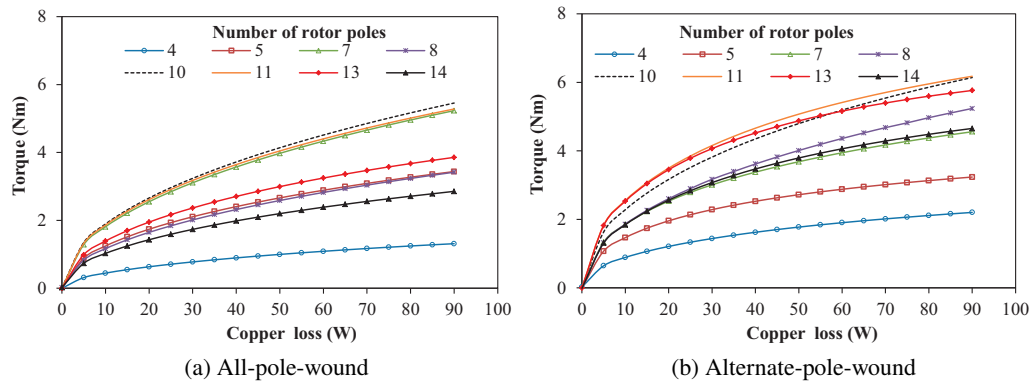 8
6
4
2
0
Torque (Nm)
Number of rotor poles
4 5 7 8
10 11 13 14
0 10 20 30 40 50 60 70 80 90 100
Copper loss (W)
(a) All-pole-wound
8
6
4
2
0
Torque (Nm)
Number of rotor poles
4 5 7 8
10 11 13 14
0 10 20 30 40 50 60 70 80 90 100
Copper loss (W)
(b) Alternate-pole-wound